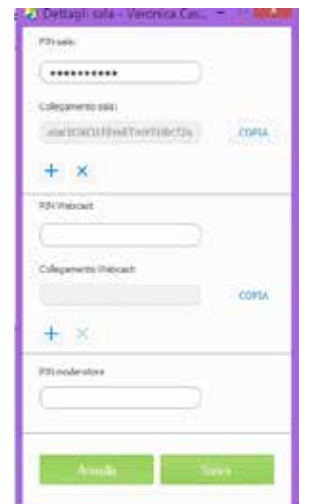 Dettagli sala - Veronica Cas...
PIN sala:
••••••••••
Collegamento sala:
COPIA
PIN Webcast:
Collegamento Webcast:
COPIA
PIN moderatore
Annulla
Salva